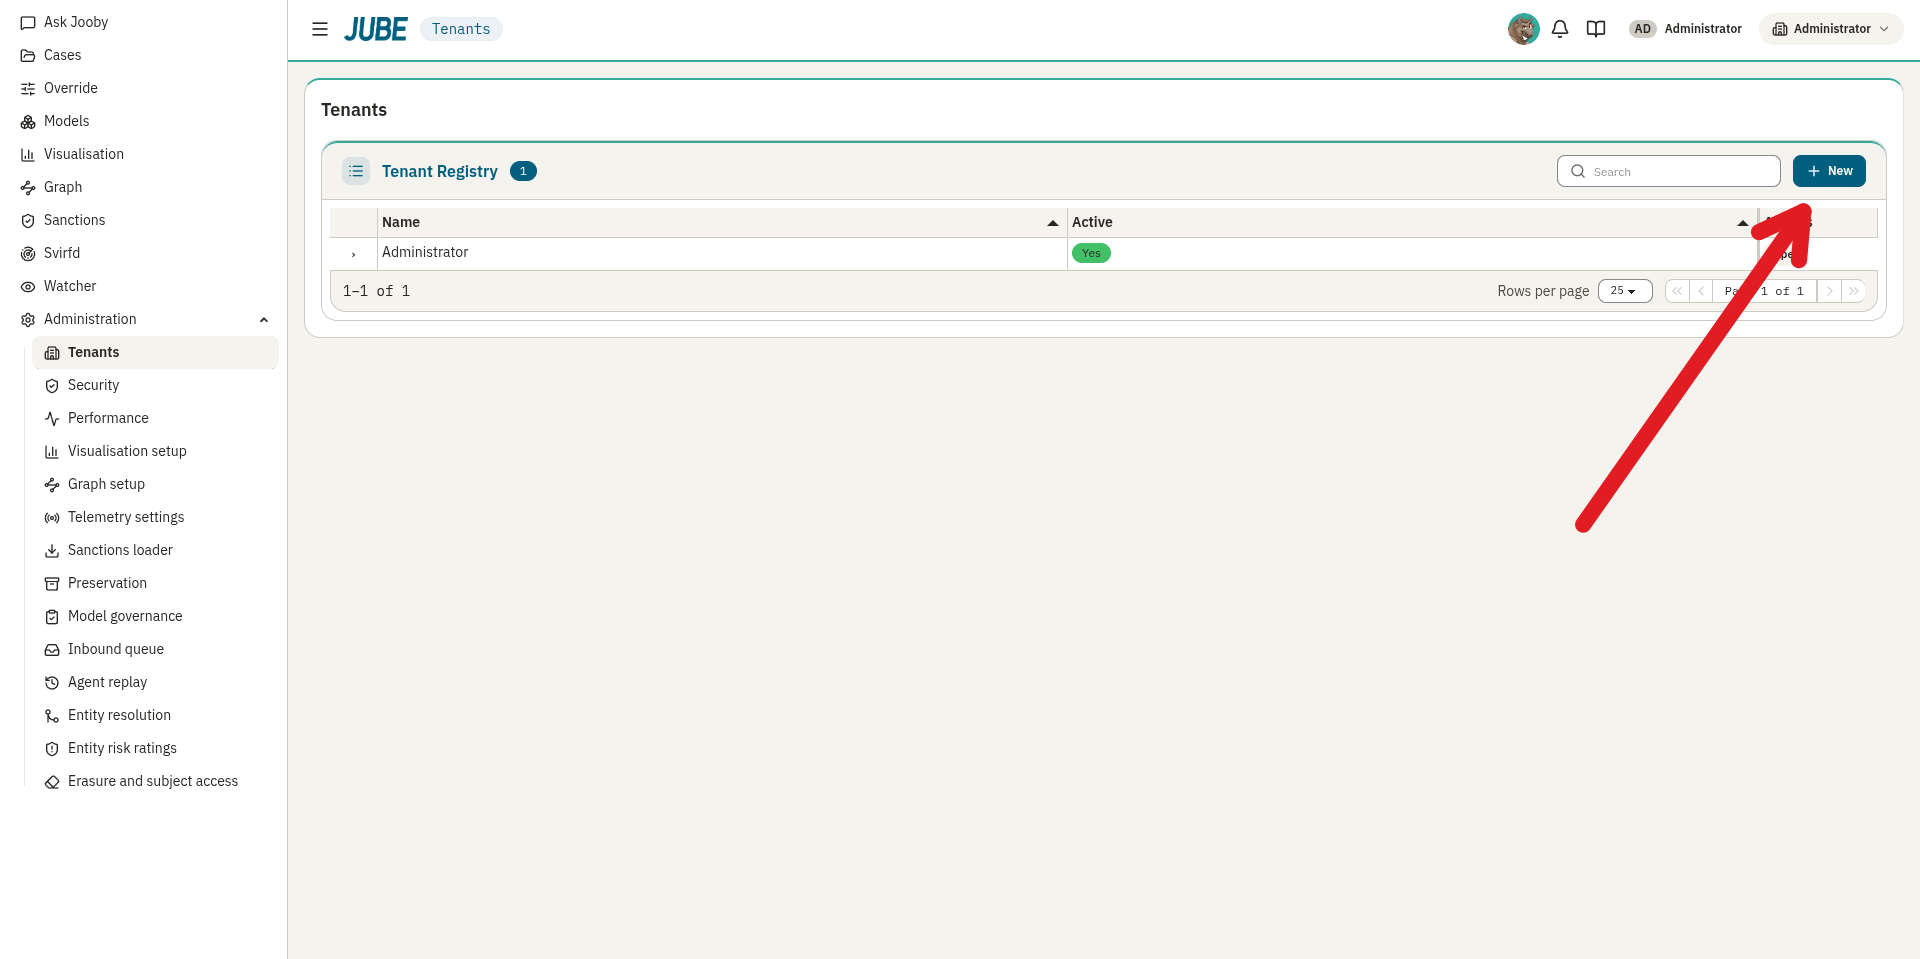 Ask Jooby
Cases
Override
Models
Visualisation
Graph
Sanctions
Svirfd
Watcher
Administration
Tenants
Security
Performance
Visualisation setup
Graph setup
Telemetry settings
Sanctions loader
Preservation
Model governance
Inbound queue
Agent replay
Entity resolution
Entity risk ratings
Erasure and subject access
JUBE Tenants
AD Administrator Administrator
Tenants
Tenant Registry 1 Search New
Name Active
Administrator Yes
1–1 of 1 Rows per page 25 1 of 1